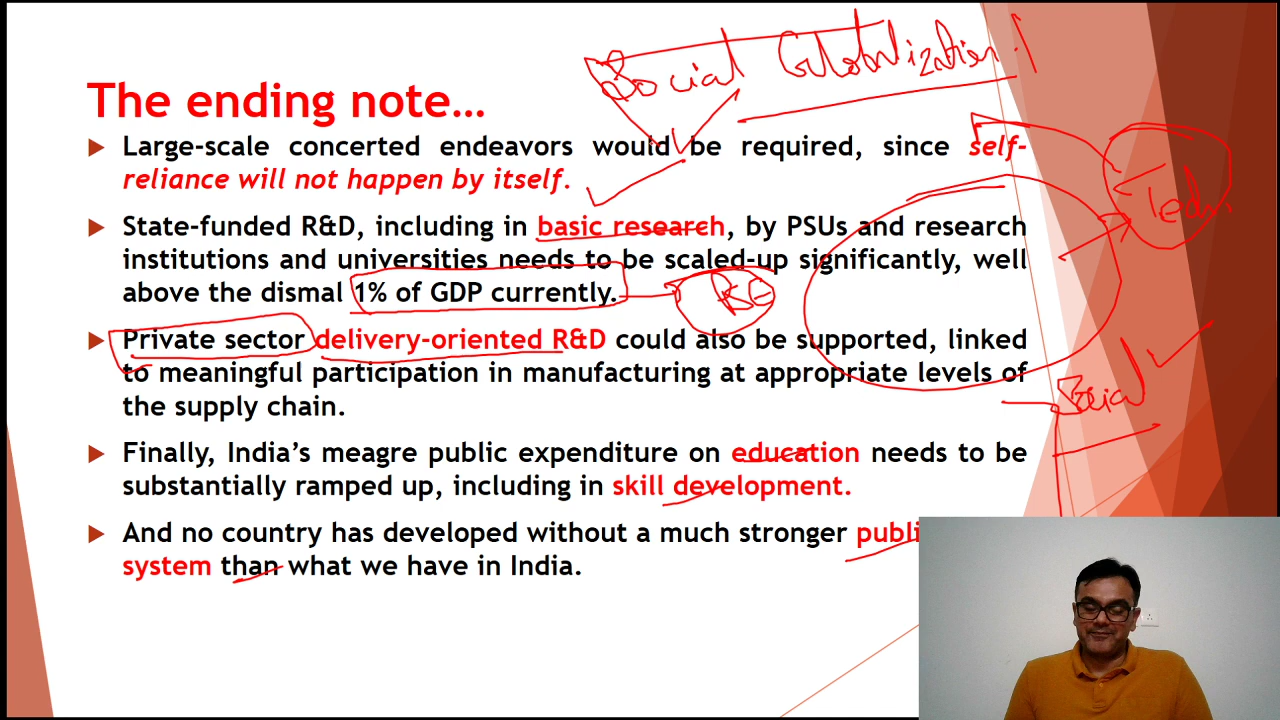 Social Globalization!
The ending note…
Large-scale concerted endeavors would be required, since self-
reliance will not happen by itself.
Tech.
State-funded R&D, including in basic research, by PSUs and research
institutions and universities needs to be scaled-up significantly, well
above the dismal 1% of GDP currently.
Private sector delivery-oriented R&D could also be supported, linked
to meaningful participation in manufacturing at appropriate levels of
the supply chain.
Social
Finally, India’s meagre public expenditure on education needs to be
substantially ramped up, including in skill development.
And no country has developed without a much stronger
system than what we have in India.